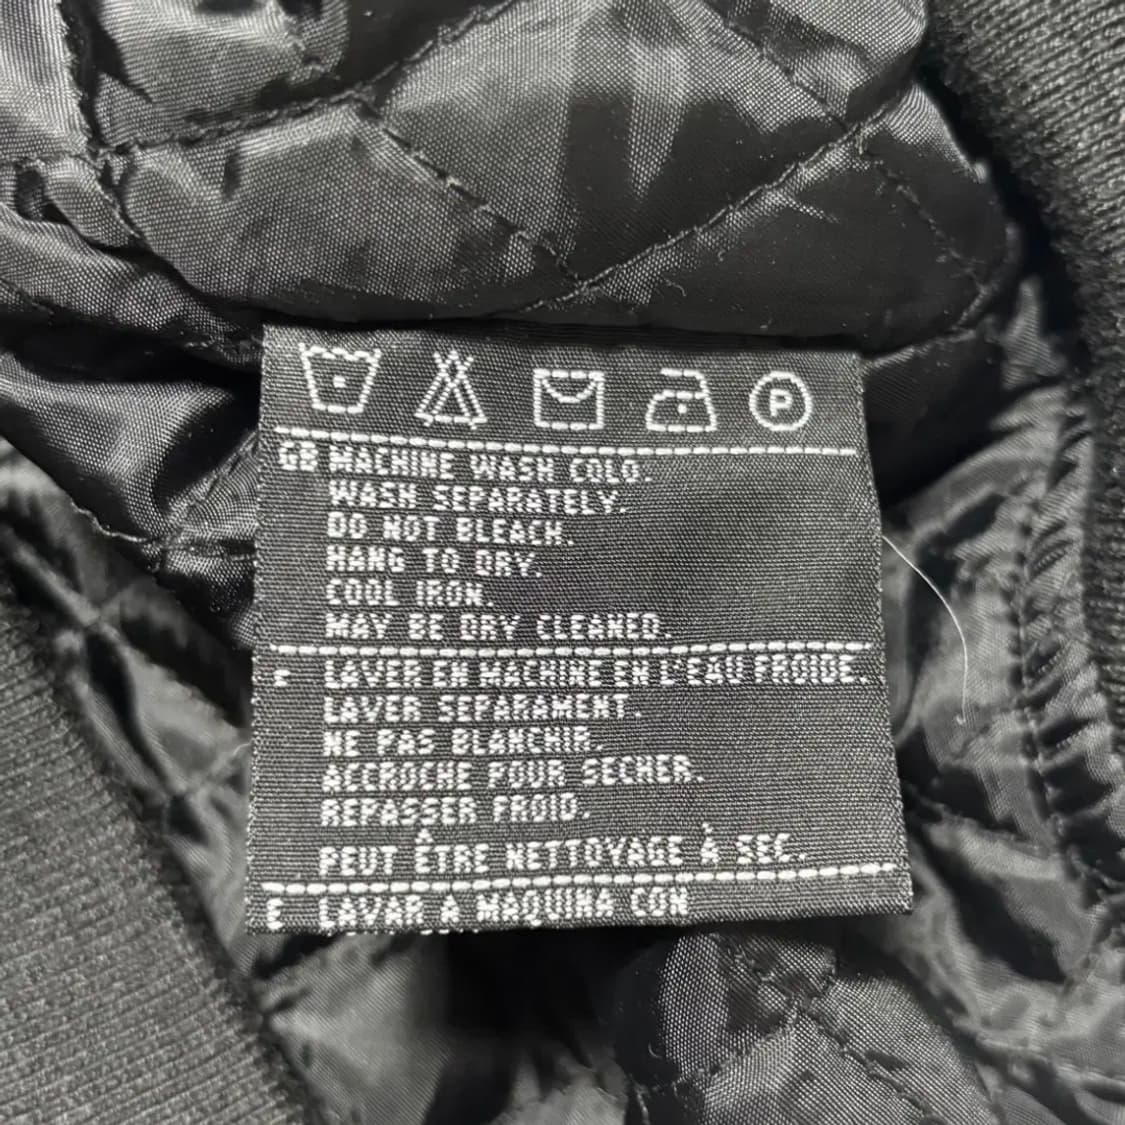 P
GB MACHINE WASH COLD.
WASH SEPARATELY.
DO NOT BLEACH.
HANG TO DRY.
COOL IRON.
MAY BE DRY CLEANED.
F LAVER EN MACHINE EN L'EAU FROIDE.
LAVER SEPARAMENT.
NE PAS BLANCHIR.
ACCROCHE POUR SECHER.
REPASSER FROID.
PEUT ÊTRE NETTOYAGE À SEC.
E LAVAR A MAQUINA CON